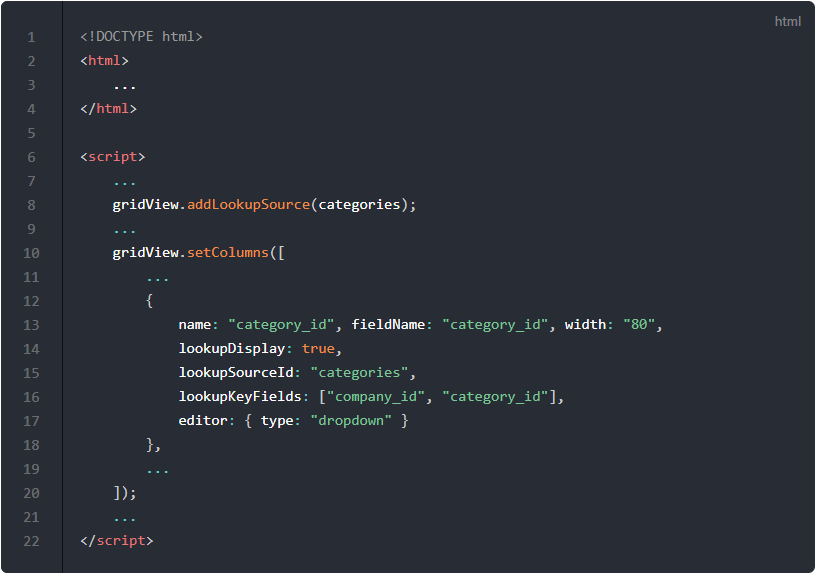 html
1 <!DOCTYPE html>
2 <html>
3     ...
4 </html>
5
6 <script>
7     ...
8     gridView.addLookupSource(categories);
9     ...
10     gridView.setColumns([
11         ...
12         {
13             name: "category_id", fieldName: "category_id", width: "80",
14             lookupDisplay: true,
15             lookupSourceId: "categories",
16             lookupKeyFields: ["company_id", "category_id"],
17             editor: { type: "dropdown" }
18         },
19         ...
20     ]);
21     ...
22 </script>